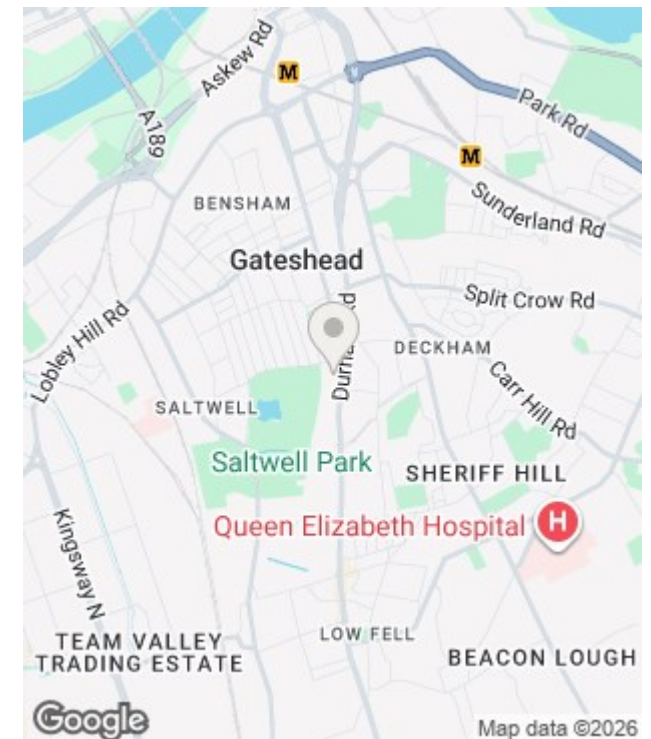 Askew Rd
M
A189
Park Rd
M
BENSHAM
Sunderland Rd
Gateshead
Split Crow Rd
Lobley Hill Rd
DECKHAM
Carr Hill Rd
SALTWELL
Saltwell Park
SHERIFF HILL
Queen Elizabeth Hospital
H
Kingsway N
LOW FELL
TEAM VALLEY
TRADING ESTATE
BEACON LOUGH
Google
Map data ©2026